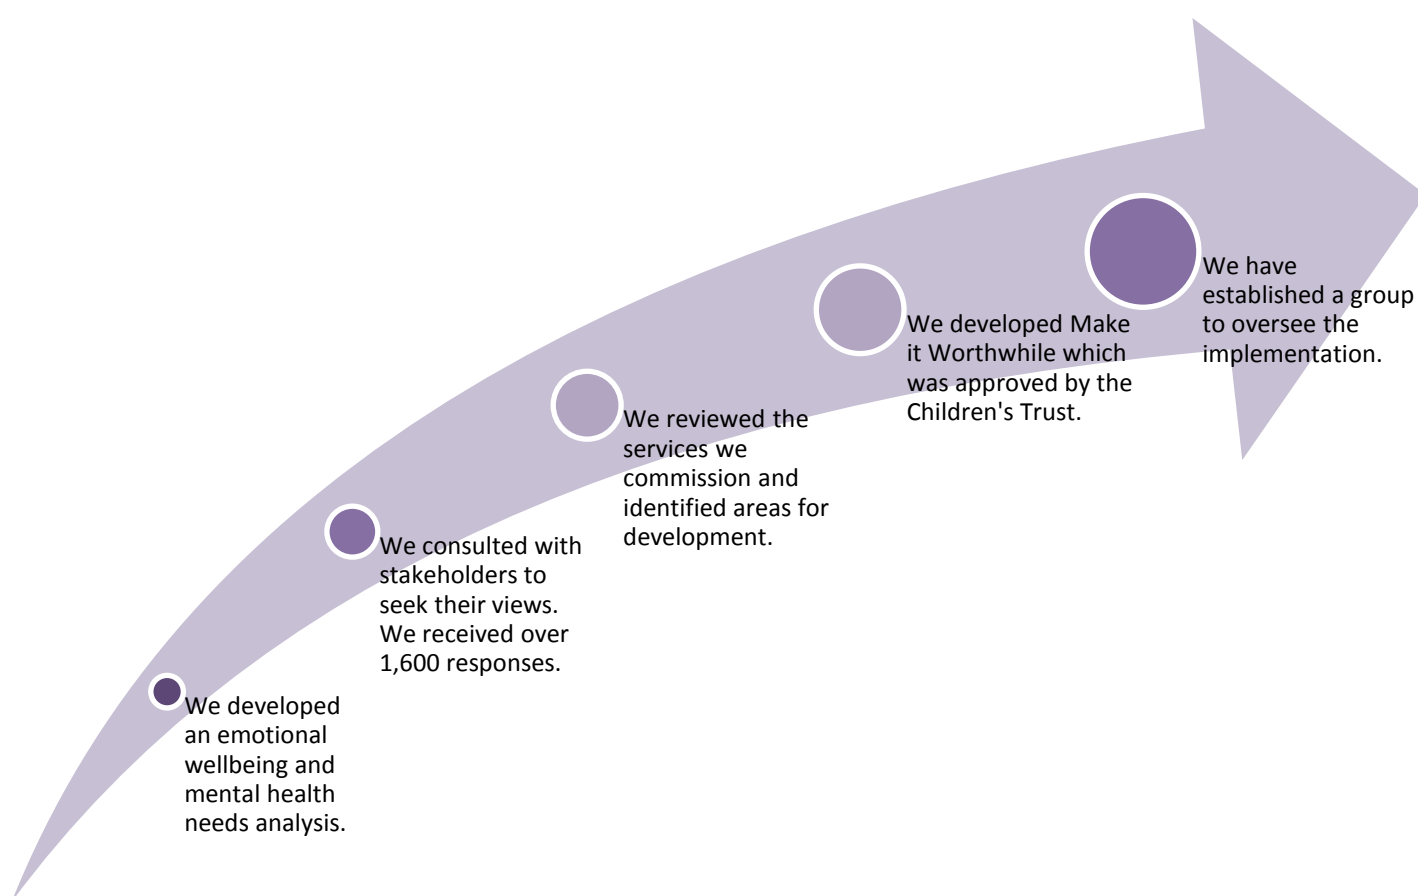 We developed
an emotional
wellbeing and
mental health
needs analysis.
We consulted with
stakeholders to
seek their views.
We received over
1,600 responses.
We reviewed the
services we
commission and
identified areas for
development.
We developed Make
it Worthwhile which
was approved by the
Children's Trust.
We have
established a group
to oversee the
implementation.